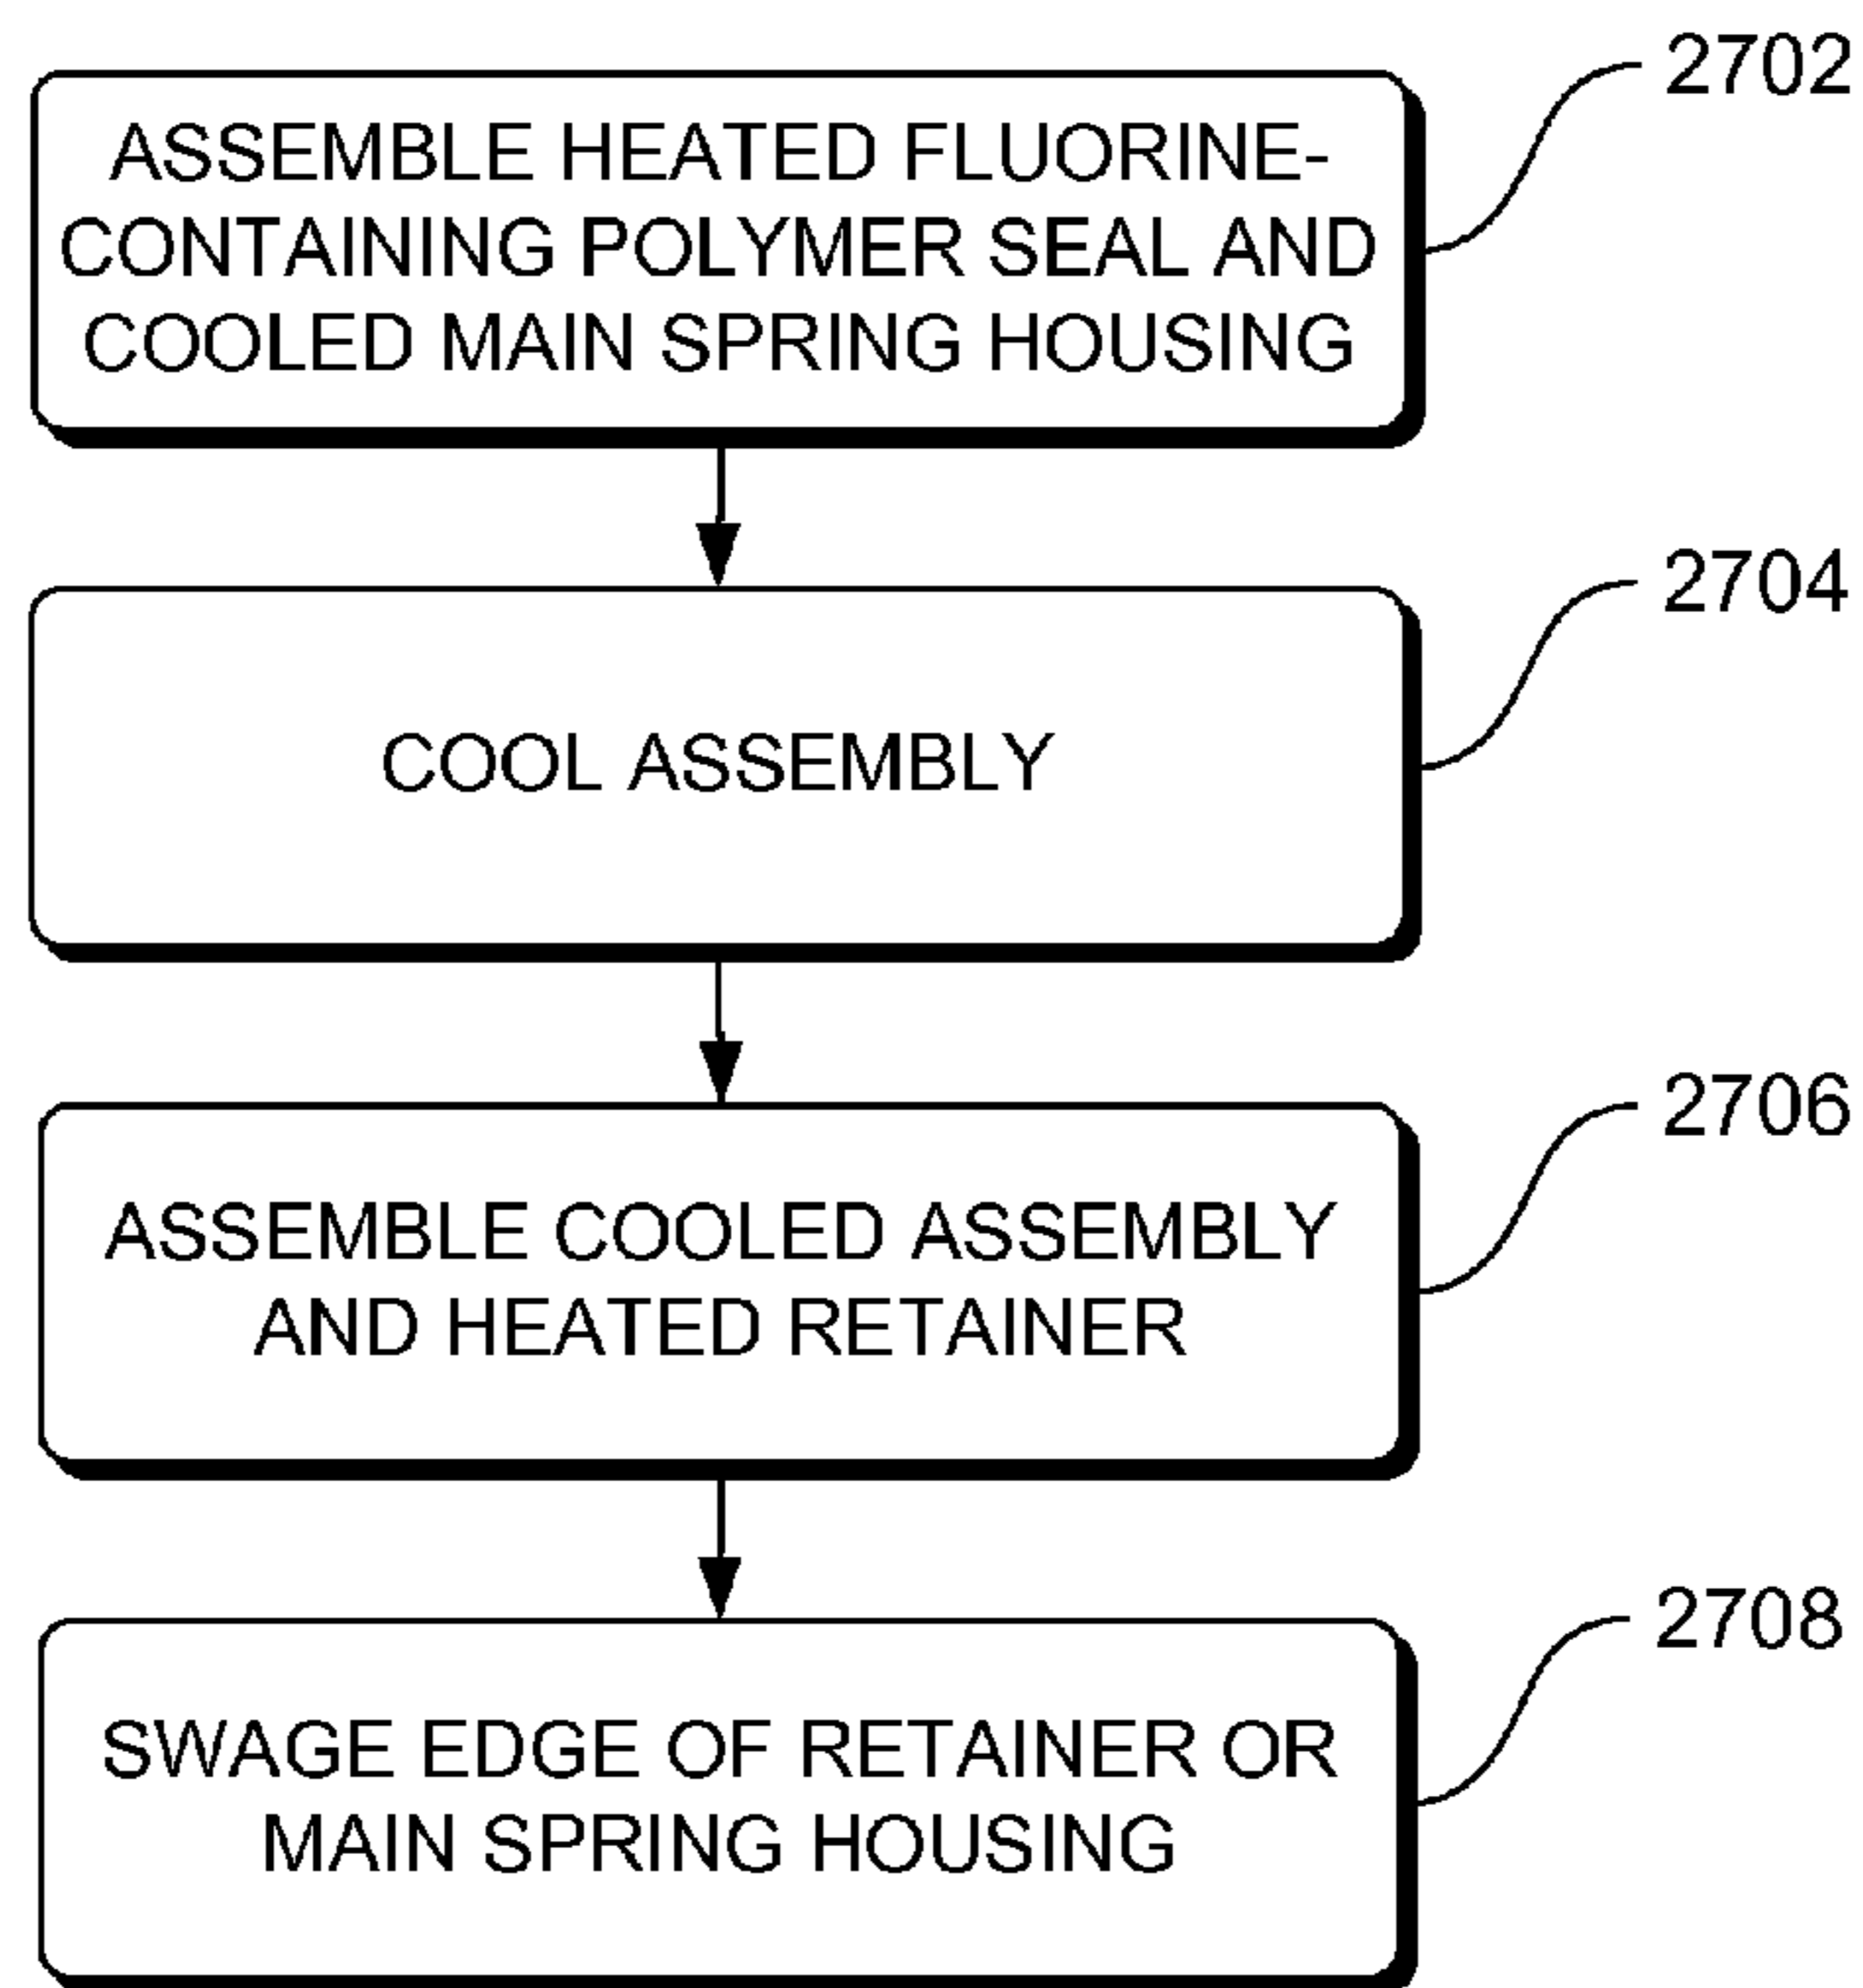 2702
ASSEMBLE HEATED FLUORINE-
CONTAINING POLYMER SEAL AND
COOLED MAIN SPRING HOUSING
2704
COOL ASSEMBLY
2706
ASSEMBLE COOLED ASSEMBLY
AND HEATED RETAINER
2708
SWAGE EDGE OF RETAINER OR
MAIN SPRING HOUSING